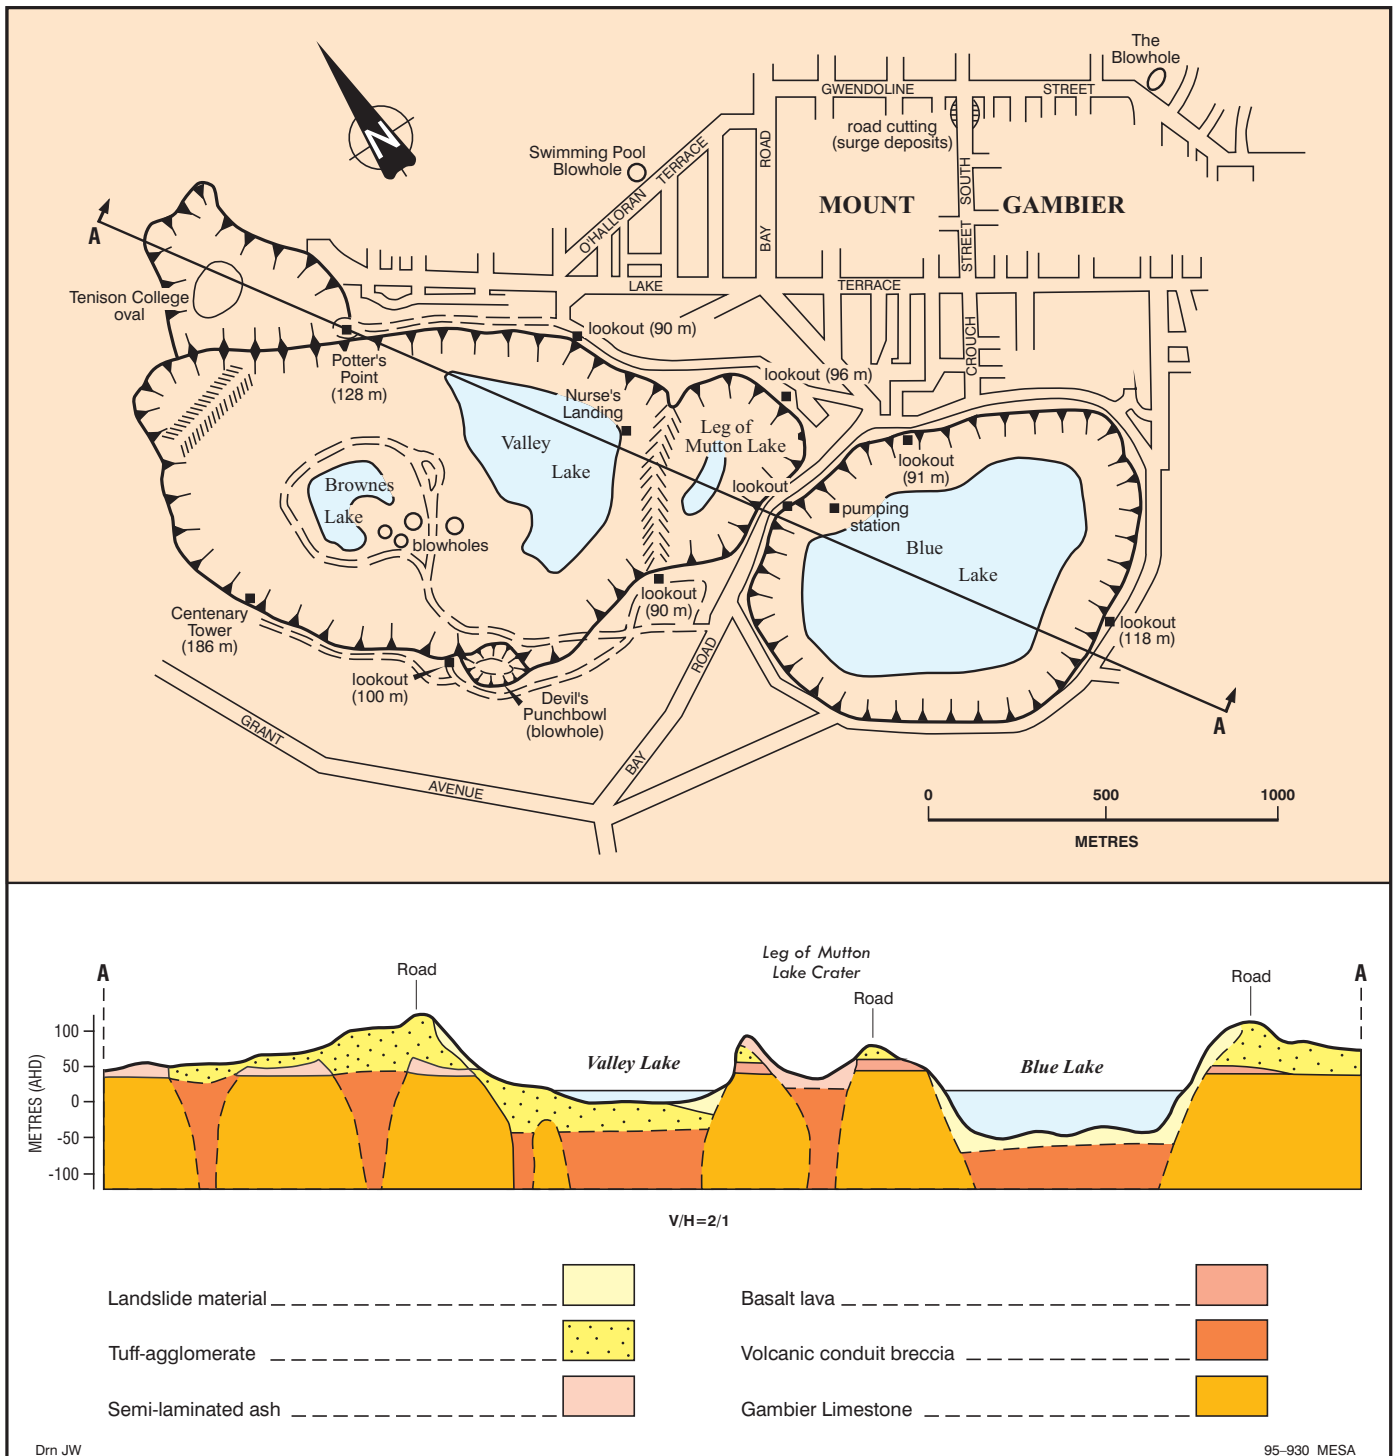 The
Blowhole
GWENDOLINE
STREET
road cutting
(surge deposits)
N
Swimming Pool
Blowhole
O'HALLORAN
TERRACE
ROAD
BAY
SOUTH
STREET
MOUNT
GAMBIER
A
Tenison College
oval
LAKE
TERRACE
lookout (90 m)
CROUCH
Potter's
Point
(128 m)
lookout (96 m)
Nurse's
Landing
Valley
Lake
Leg of
Mutton Lake
lookout
(91 m)
lookout
Brownes
Lake
pumping
station
blowholes
Blue
Lake
lookout
(90 m)
Centenary
Tower
(186 m)
lookout
(118 m)
lookout
(100 m)
Devil's
Punchbowl
(blowhole)
ROAD
BAY
GRANT
AVENUE
A
0
500
1000
METRES
Leg of Mutton
Lake Crater
A
Road
Road
Road
A
METRES (AHD)
100
50
0
-50
-100
Valley Lake
Blue Lake
V/H=2/1
Landslide material
Basalt lava
Tuff-agglomerate
Volcanic conduit breccia
Semi-laminated ash
Gambier Limestone
Drn JW
95–930 MESA